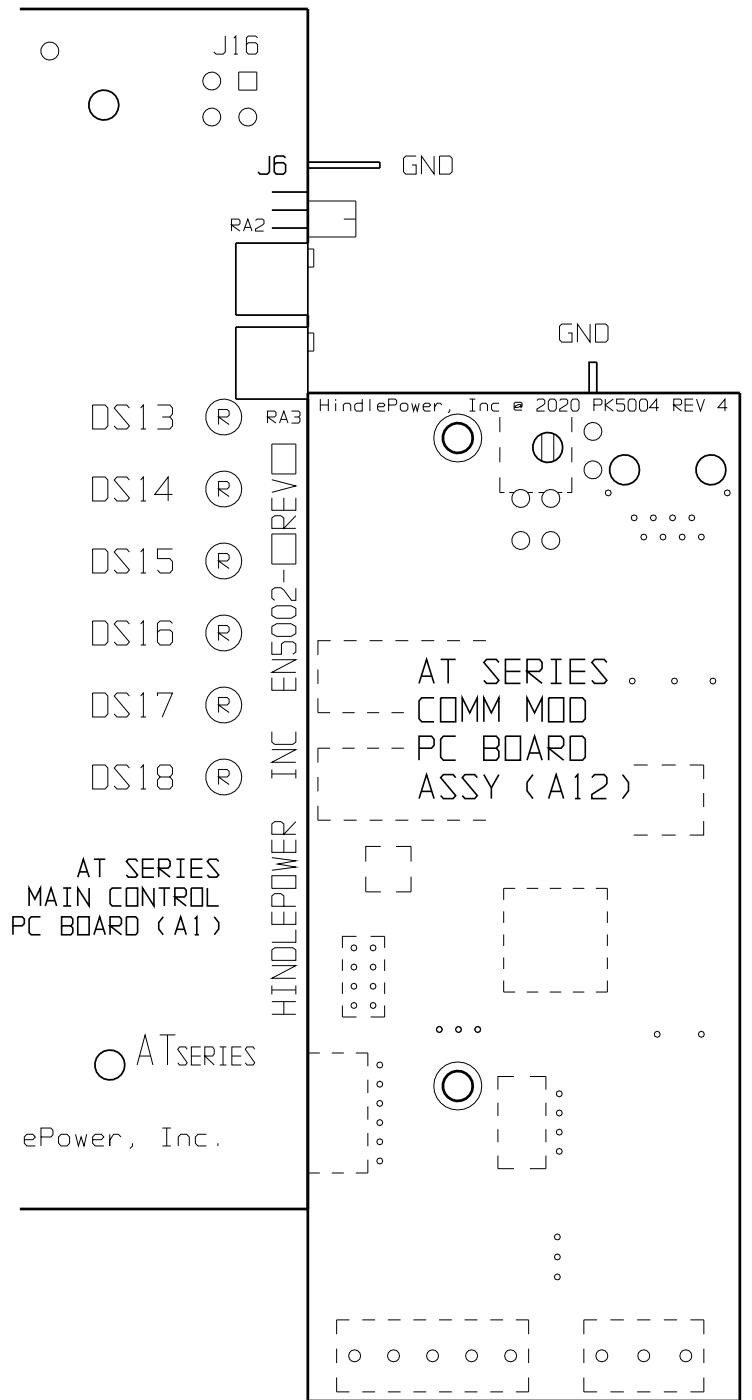 J16
J6
GND
RA2
GND
HindlePower, Inc @ 2020 PK5004 REV 4
DS13
R
RA3
DS14
R
DS15
R
DS16
R
DS17
R
DS18
R
HINDLEPOWER INC EN5002-□REV□
AT SERIES
COMM MOD
PC BOARD
ASSY (A12)
AT SERIES
MAIN CONTROL
PC BOARD (A1)
ATSERIES
ePower, Inc.